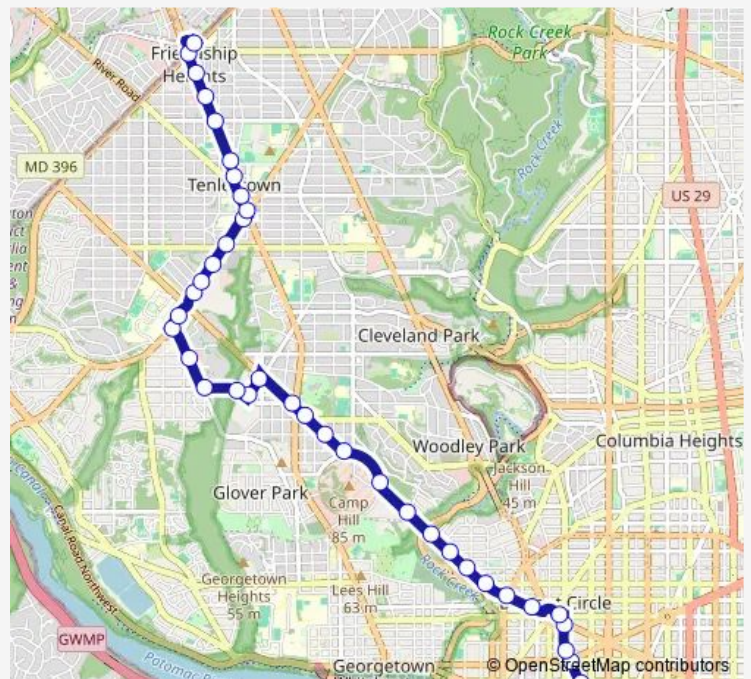 Rock Creek
Park
River Road
Heights
Rock Creek
MD 396
US 29
Cleveland Park
Woodley Park
Columbia Heights
Jackson
Hill
45 m
Glover Park
Camp
Hill
85 m
Canal Road Northwest
Rock Creek
Georgetown
Heights
55 m
Lees Hill
63 m
Circle
GWMP
Georgetown
Potomac
© OpenStreetMap contributors